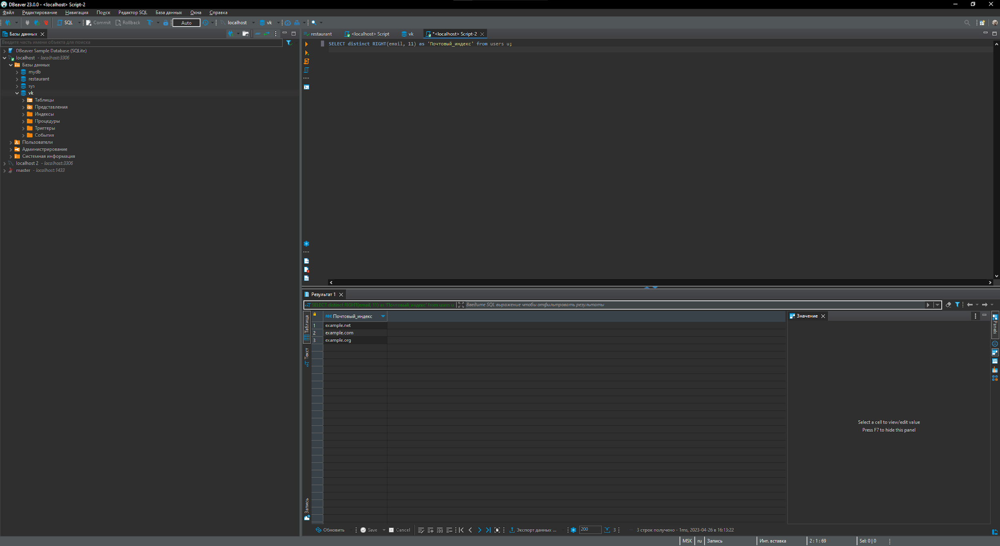 DBeaver 23.0.0 - <localhost> Script-2
Файл Редактирование Навигация Поиск Редактор SQL База данных Окна Справка
SQL Commit Rollback Auto localhost vk
Базы данных
Введите часть имени объекта для поиска
DBeaver Sample Database (SQLite)
localhost - localhost:3306
Базы данных
mydb
restaurant
sys
vk
Таблицы
Представления
Индексы
Процедуры
Триггеры
События
Пользователи
Администрирование
Системная информация
localhost 2 - localhost:3306
master - localhost:1433
restaurant <localhost> Script vk *<localhost> Script-2
SELECT distinct RIGHT(email, 11) as 'Почтовый_индекс' from users u;
Результат 1
SELECT distinct RIGHT(email, 11) as 'Почтовый_индекс' from users u Введите SQL выражение чтобы отфильтровать результаты
Таблица
Текст
Запись
ABC Почтовый_индекс
1 example.net
2 example.com
3 example.org
Значение
Panels
Select a cell to view/edit value
Press F7 to hide this panel
Обновить Save Cancel Экспорт данных ... 200 3 3 строк получено - 1ms, 2023-04-26 в 16:13:22
MSK ru Запись Инт. вставка 2 : 1 : 69 Sel: 0 | 0